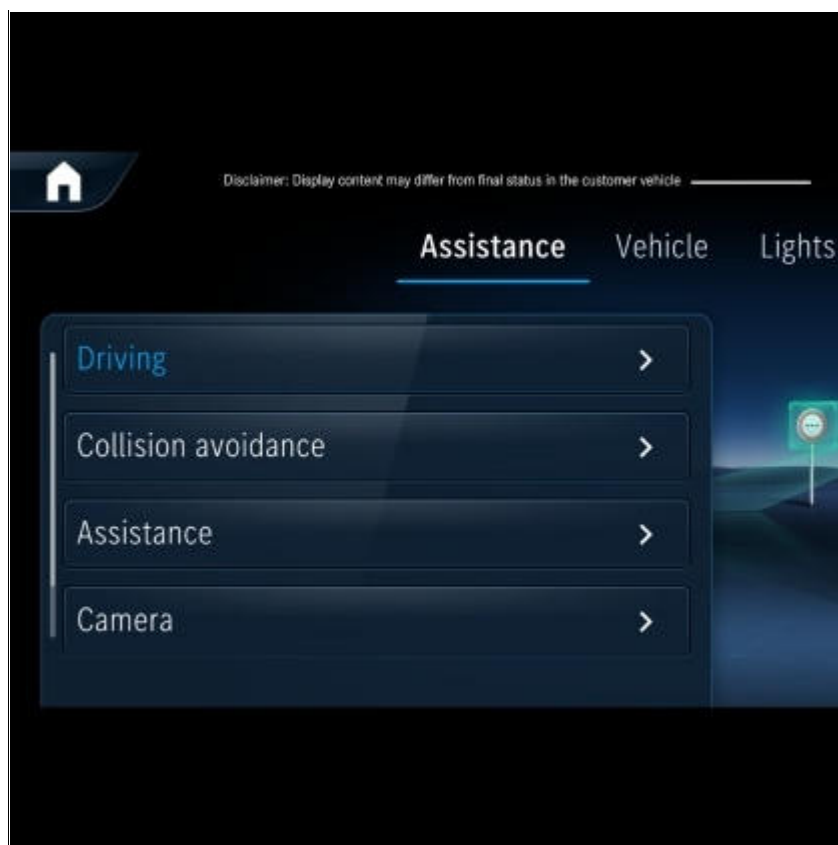 Disclaimer: Display content may differ from final status in the customer vehicle
Assistance Vehicle Lights
Driving
Collision avoidance
Assistance
Camera